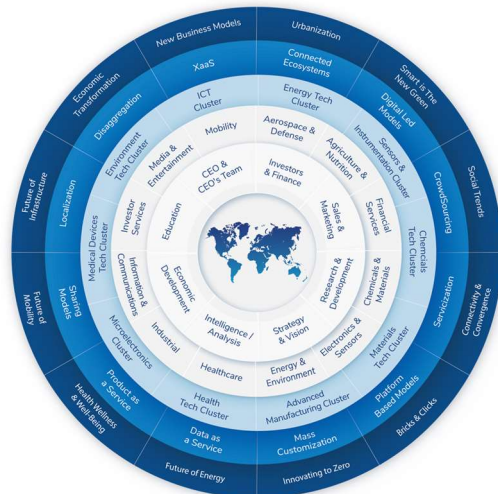 New Business Models
Urbanization
Smart is The
New Green
Social Trends
Connectivity &
Convergence
Bricks & Clicks
Innovating to Zero
Future of Energy
Health Wellness
& Well-Being
Future of
Mobility
Future of
Infrastructure
Economic
Transformation
XaaS
Connected
Ecosystems
Digital Led
Models
CrowdSourcing
Servicization
Platform
Based Models
Mass
Customization
Data as
a Service
Product as
a Service
Sharing
Models
Localization
Disaggregation
ICT
Cluster
Energy Tech
Cluster
Sensors &
Instrumentation Cluster
Chemcials
Tech Cluster
Materials
Tech Cluster
Advanced
Manufacturing Cluster
Health
Tech Cluster
Microelectronics
Cluster
Medical Devices
Tech Cluster
Environment
Tech Cluster
Mobility
Aerospace &
Defense
Agriculture &
Nutrition
Financial
Services
Chemicals &
Materials
Electronics &
Sensors
Energy &
Environment
Healthcare
Industrial
Information &
Communications
Investor
Services
Media &
Entertainment
CEO &
CEO's Team
Investors
& Finance
Sales &
Marketing
Research &
Development
Strategy
& Vision
Intelligence /
Analysis
Economic
Development
Education